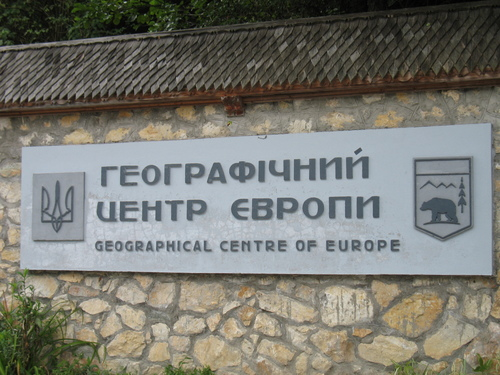 ГЕОГРАФІЧНИЙ
ЦЕНТР ЄВРОПИ
GEOGRAPHICAL CENTRE OF EUROPE